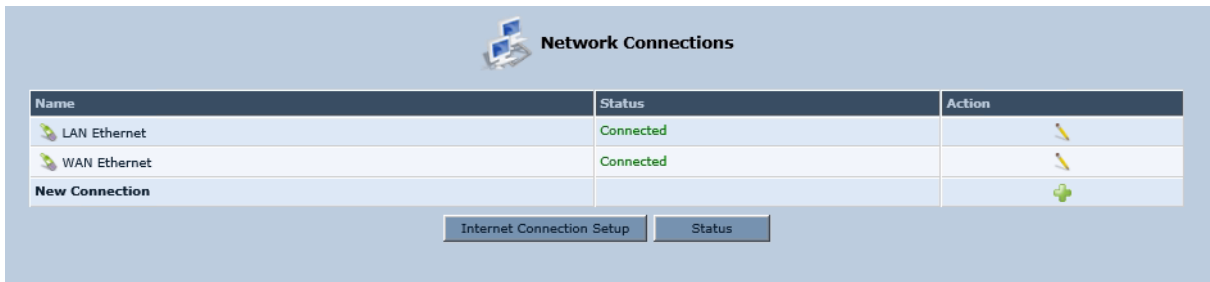 Network Connections
Name Status Action
LAN Ethernet Connected
WAN Ethernet Connected
New Connection
Internet Connection Setup Status